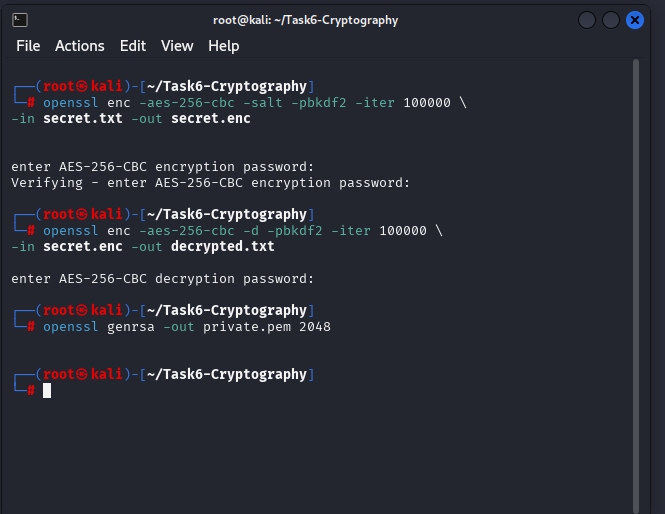 root@kali: ~/Task6-Cryptography
File Actions Edit View Help
┌──(root㉿kali)-[~/Task6-Cryptography]
└─# openssl enc -aes-256-cbc -salt -pbkdf2 -iter 100000 \
-in secret.txt -out secret.enc
enter AES-256-CBC encryption password:
Verifying - enter AES-256-CBC encryption password:
┌──(root㉿kali)-[~/Task6-Cryptography]
└─# openssl enc -aes-256-cbc -d -pbkdf2 -iter 100000 \
-in secret.enc -out decrypted.txt
enter AES-256-CBC decryption password:
┌──(root㉿kali)-[~/Task6-Cryptography]
└─# openssl genrsa -out private.pem 2048
┌──(root㉿kali)-[~/Task6-Cryptography]
└─#